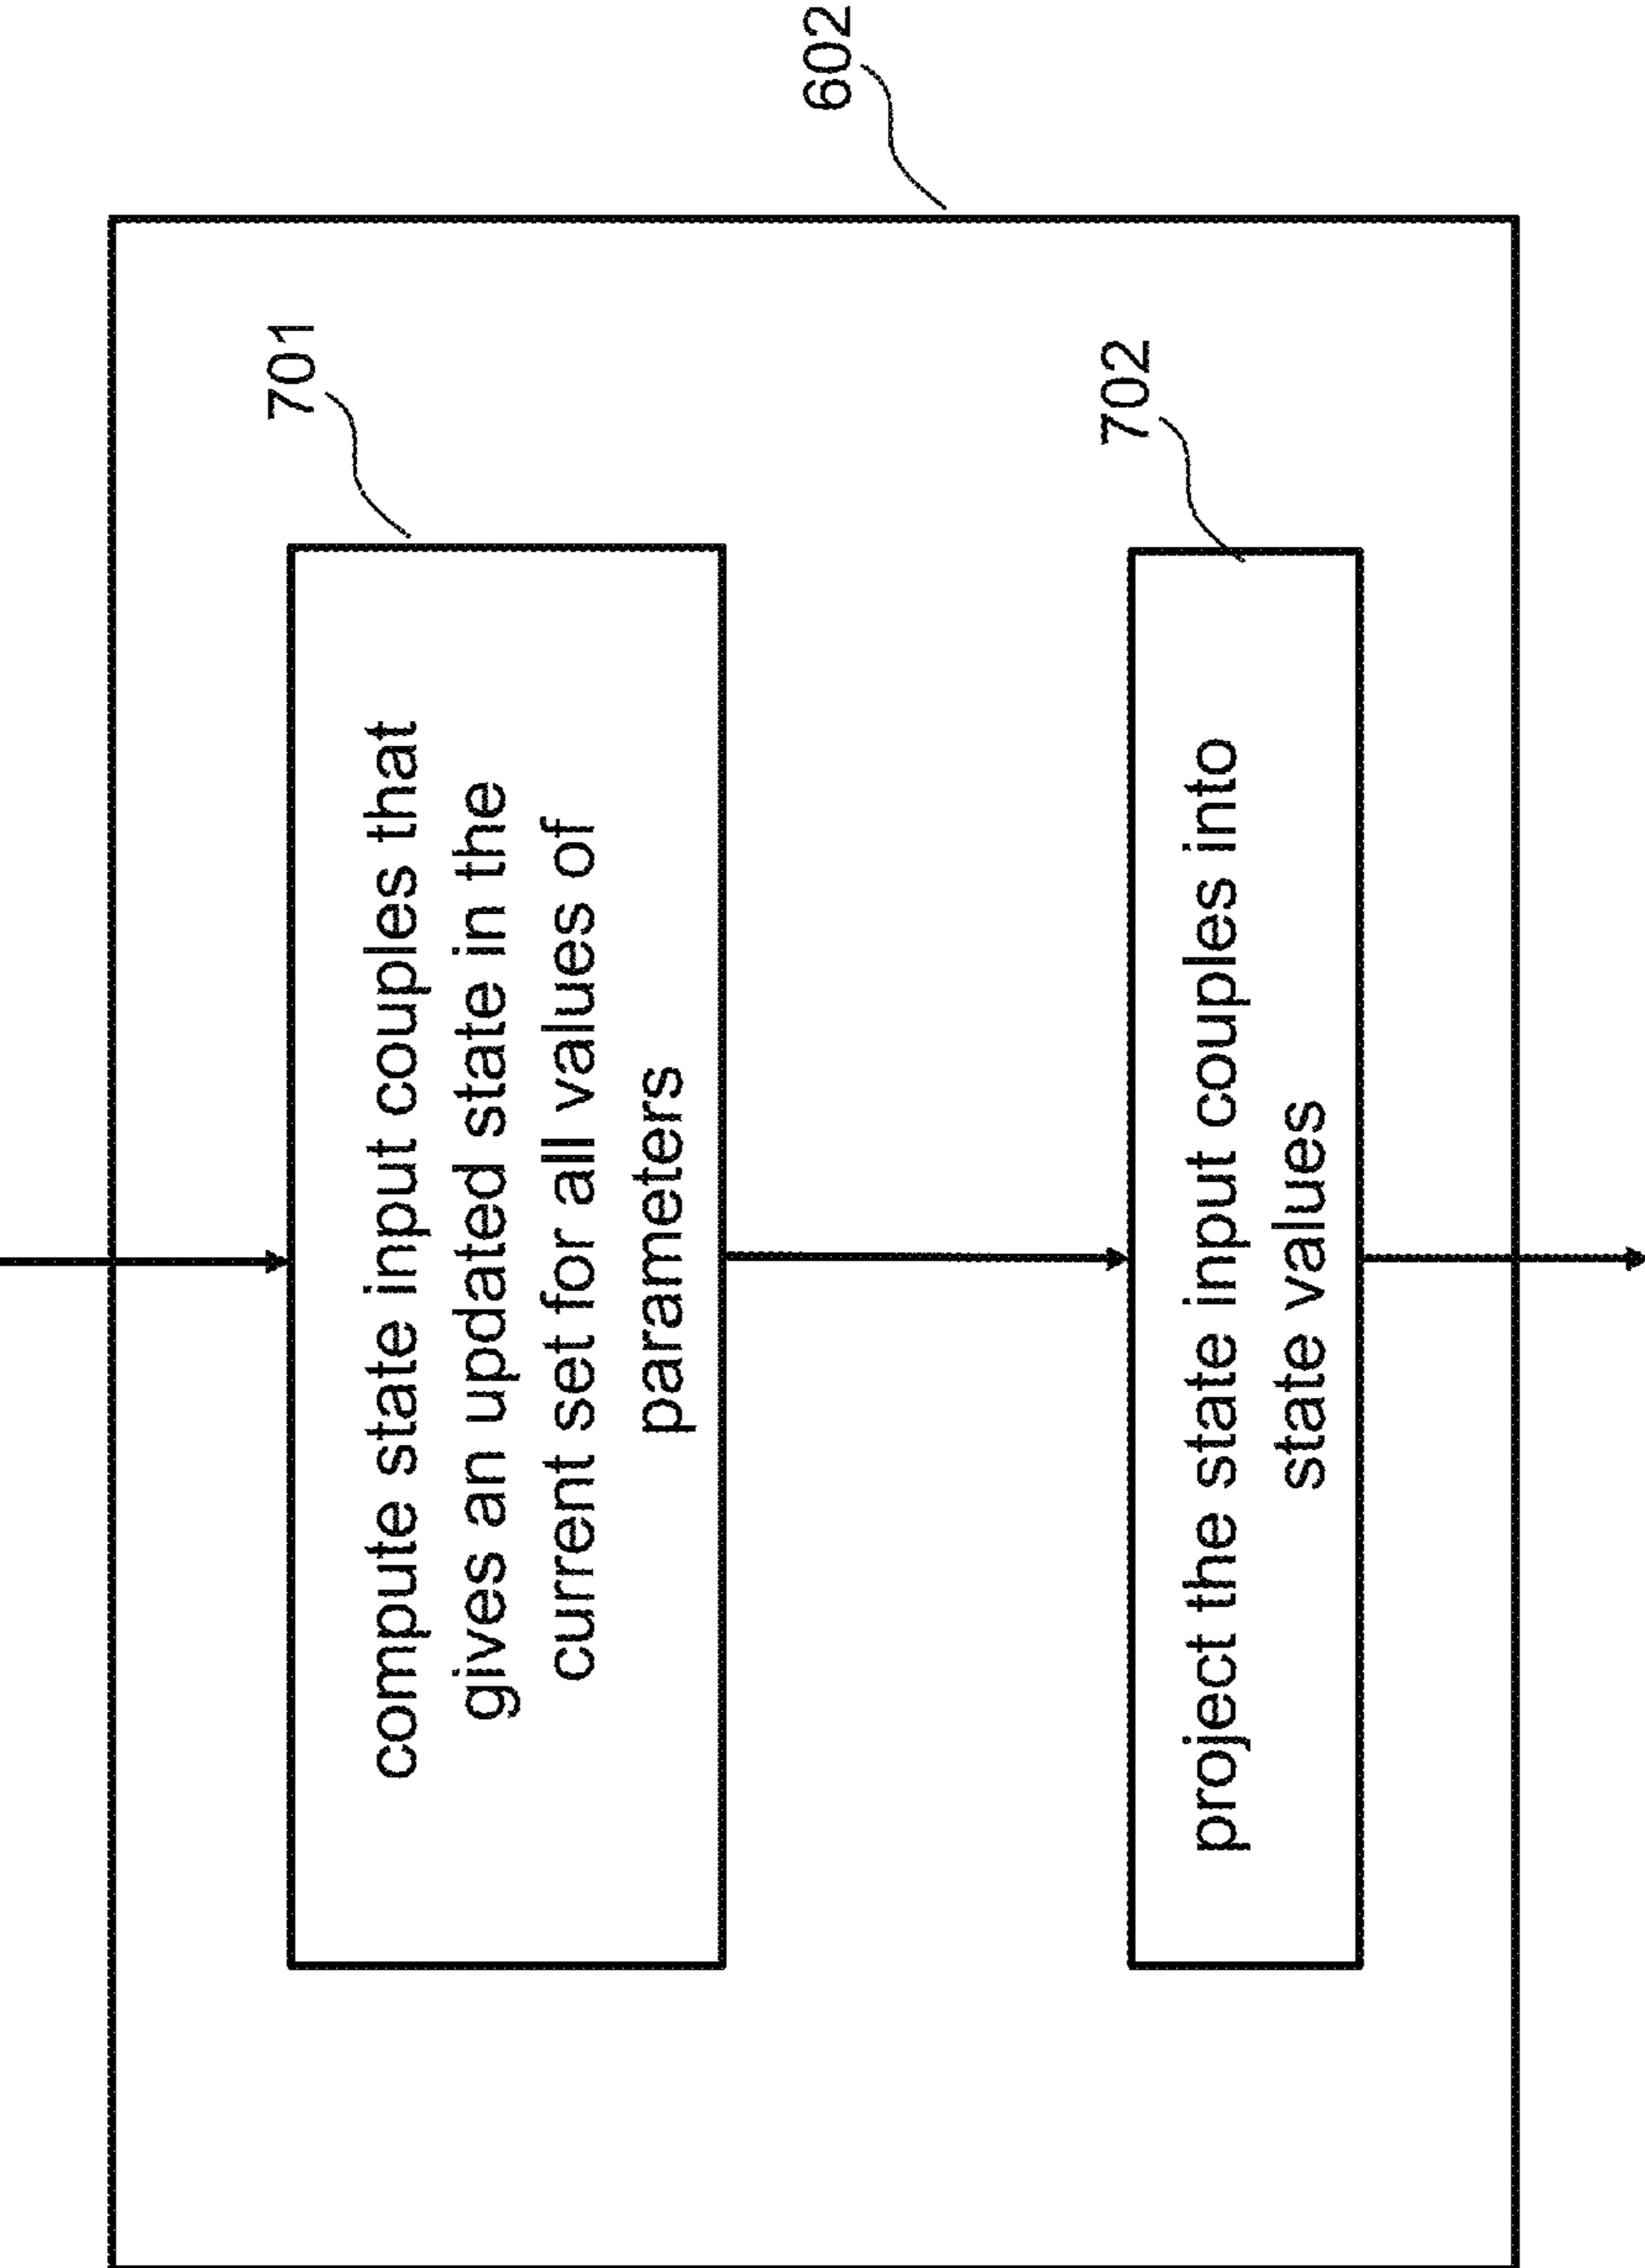 602
701
compute state input couples that
gives an updated state in the
current set for all values of
parameters
702
project the state input couples into
state values